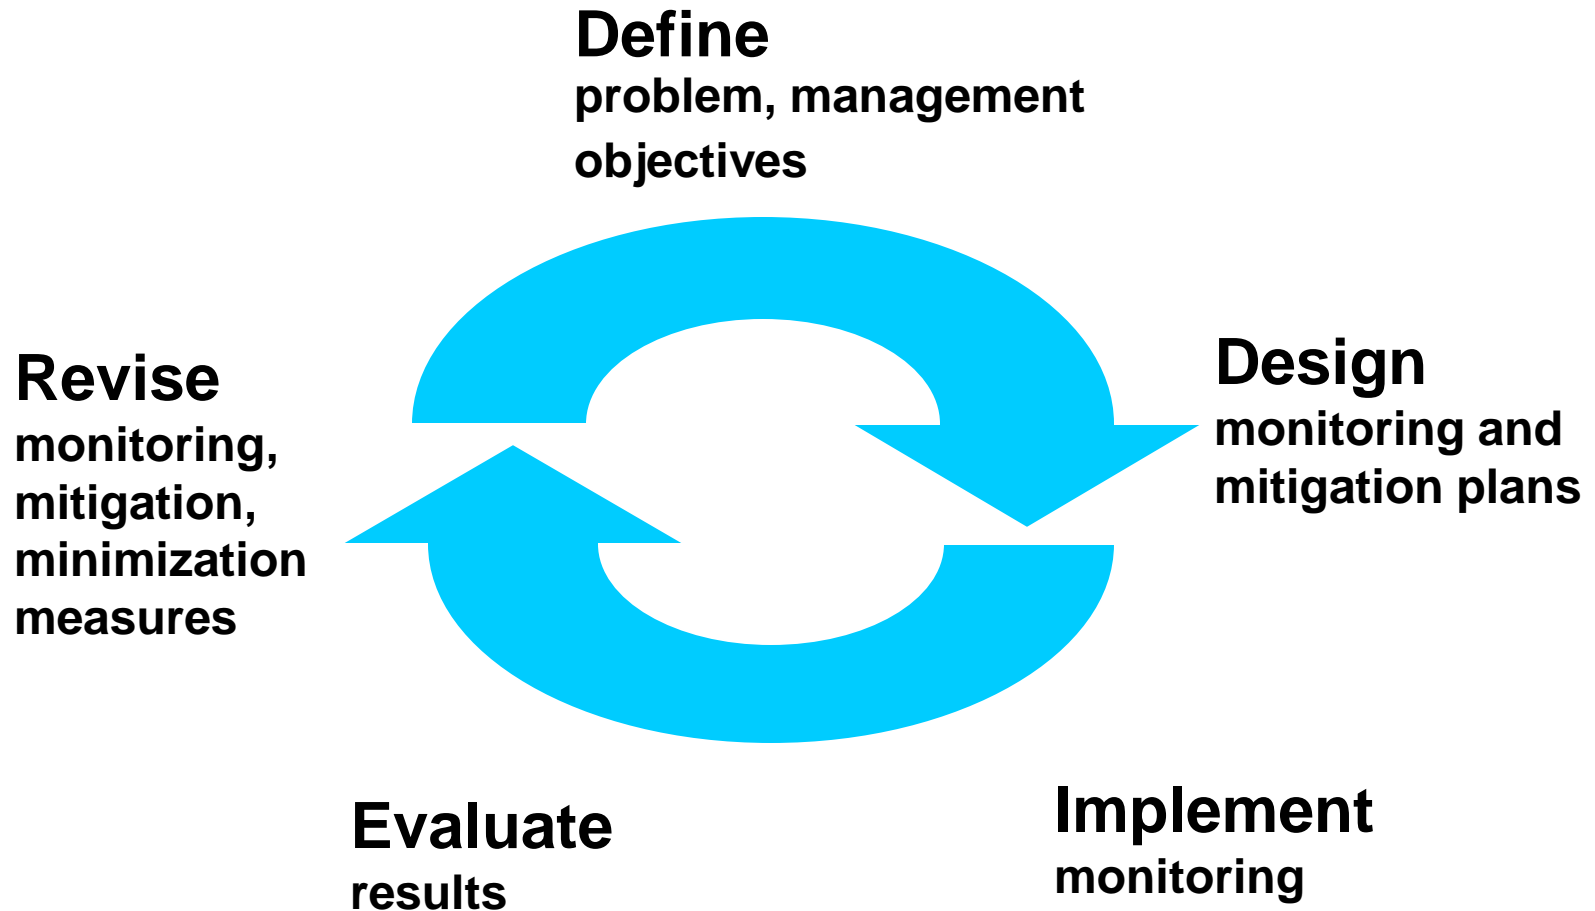 Define
problem, management
objectives
Design
monitoring and
mitigation plans
Implement
monitoring
Evaluate
results
Revise
monitoring,
mitigation,
minimization
measures